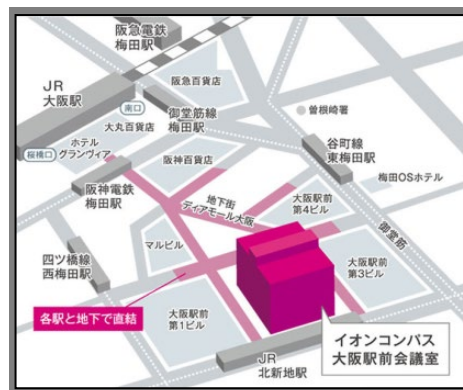 阪急電鉄
梅田駅
阪急百貨店
JR
大阪駅
南口
御堂筋線
梅田駅
曽根崎署
大丸百貨店
谷町線
東梅田駅
桜橋口
ホテル
グランヴィア
阪神百貨店
梅田OSホテル
阪神電鉄
梅田駅
地下街
ディアモール大阪
大阪駅前
第4ビル
御堂筋
マルビル
四ツ橋線
西梅田駅
大阪駅前
第3ビル
各駅と地下で直結
大阪駅前
第1ビル
イオンコンパス
大阪駅前会議室
JR
北新地駅